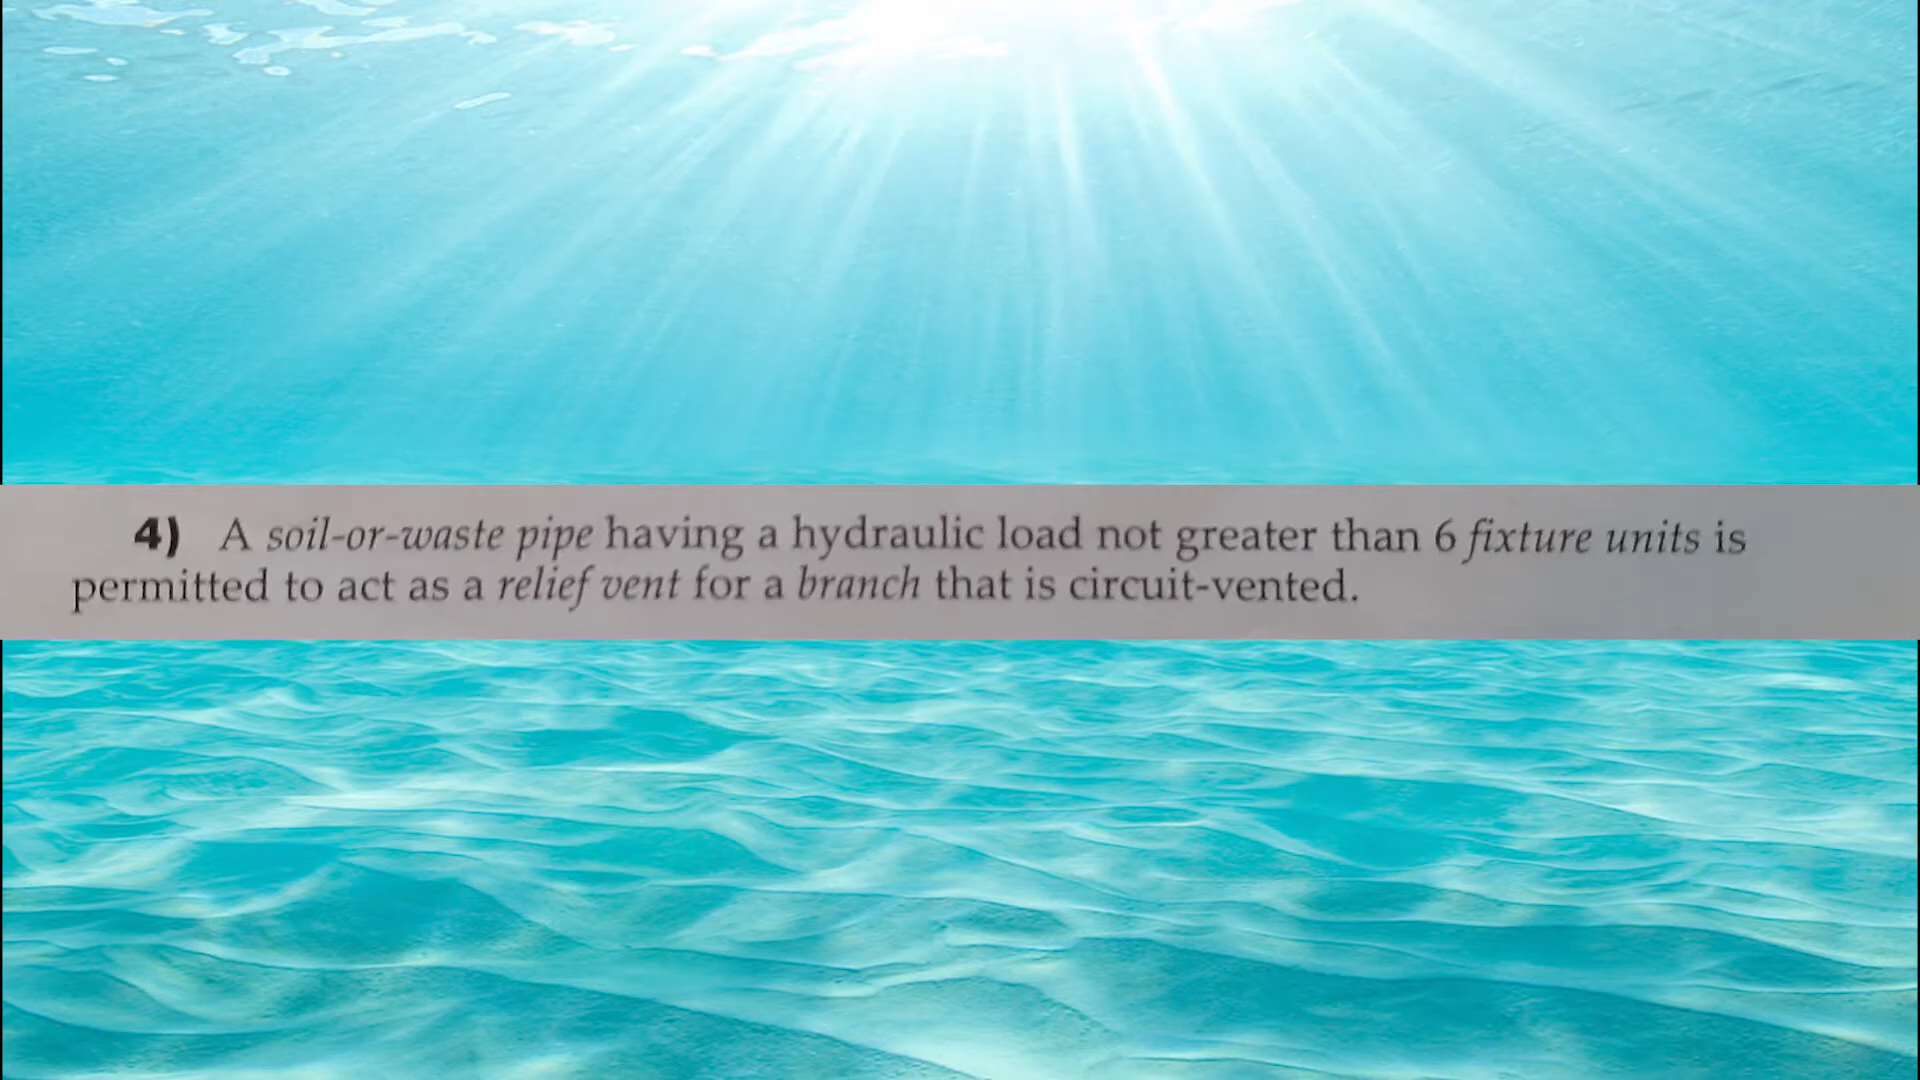 4) A soil-or-waste pipe having a hydraulic load not greater than 6 fixture units is
permitted to act as a relief vent for a branch that is circuit-vented.